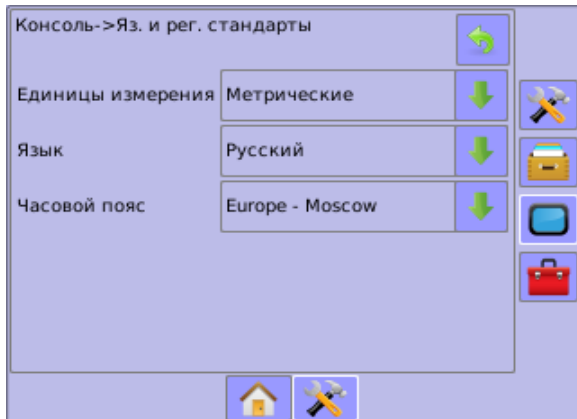 Консоль->Яз. и рег. стандарты
Единицы измерения Метрические
Язык Русский
Часовой пояс Europe - Moscow